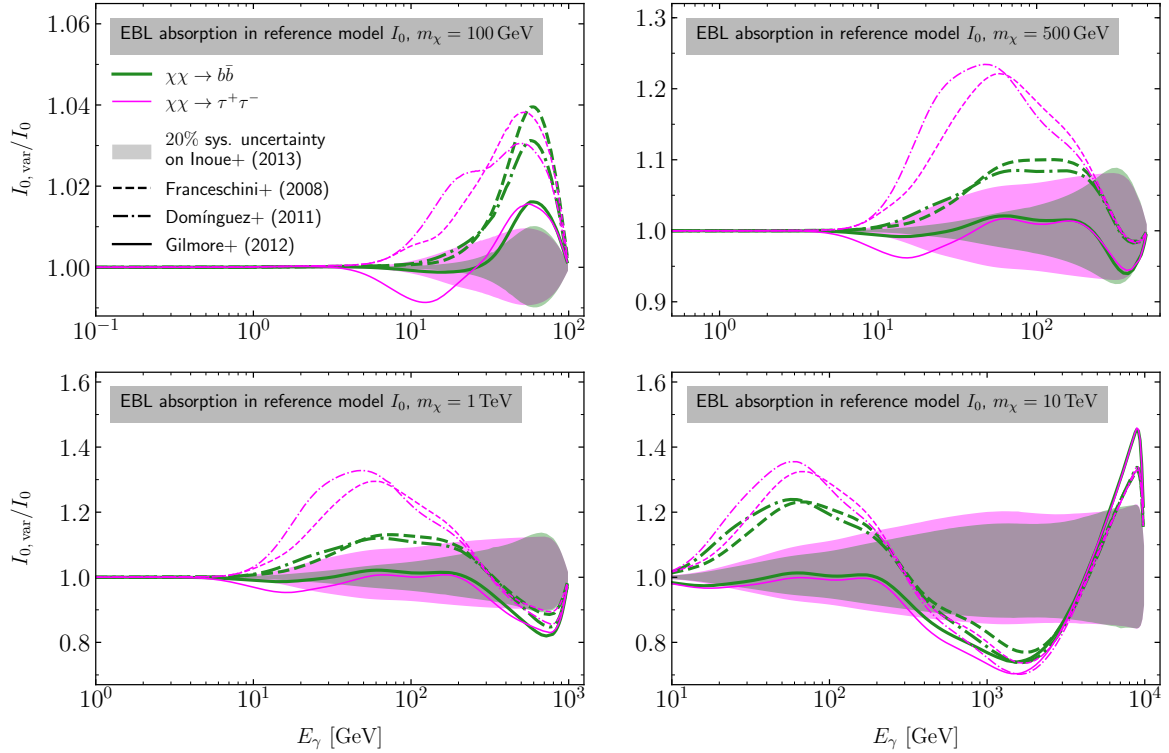 EBL absorption in reference model I₀, mχ = 100 GeV
χχ → bb̄
χχ → τ⁺τ⁻
20% sys. uncertainty
on Inoue+ (2013)
Franceschini+ (2008)
Domínguez+ (2011)
Gilmore+ (2012)
I₀,var/I₀
1.06
1.04
1.02
1.00
10⁻¹ 10⁰ 10¹ 10²
EBL absorption in reference model I₀, mχ = 500 GeV
1.3
1.2
1.1
1.0
0.9
10⁰ 10¹ 10²
EBL absorption in reference model I₀, mχ = 1 TeV
I₀,var/I₀
1.6
1.4
1.2
1.0
0.8
10⁰ 10¹ 10² 10³
Eγ [GeV]
EBL absorption in reference model I₀, mχ = 10 TeV
1.6
1.4
1.2
1.0
0.8
10¹ 10² 10³ 10⁴
Eγ [GeV]